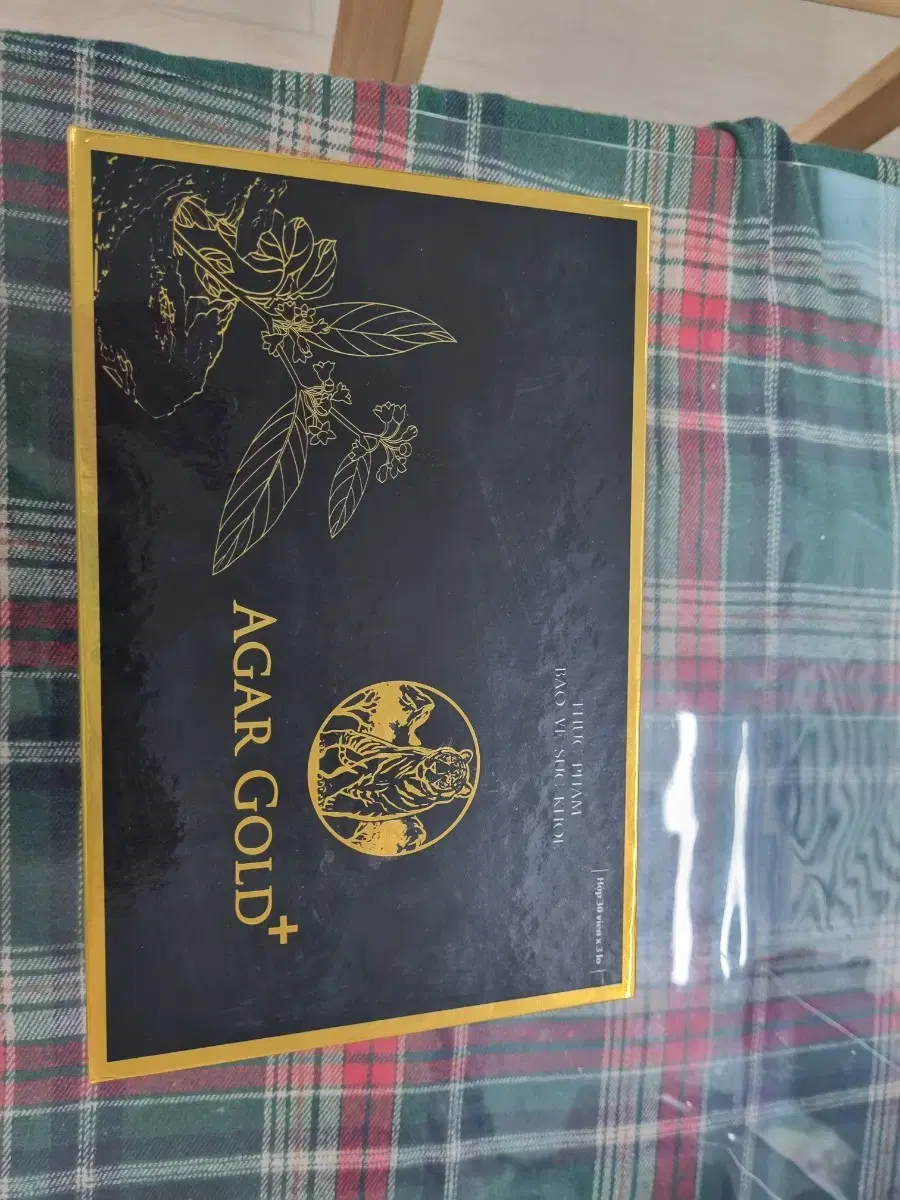 THỰC PHẨM
BẢO VỆ SỨC KHỎE
Hộp 30 viên x 3 lọ
AGAR GOLD+